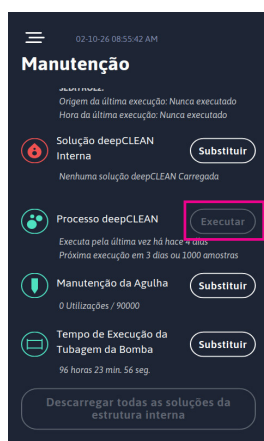 02-10-26 08:55:42 AM
Manutenção
Origem da última execução: Nunca executado
Hora da última execução: Nunca executado
Solução deepCLEAN
Interna
Substituir
Nenhuma solução deepCLEAN Carregada
Processo deepCLEAN
Executar
Executa pela última vez há hace 4 dias
Próxima execução em 3 dias ou 1000 amostras
Manutenção da Agulha
Substituir
0 Utilizações / 90000
Tempo de Execução da
Tubagem da Bomba
Substituir
96 horas 23 min. 56 seg.
Descarregar todas as soluções da
estrutura interna